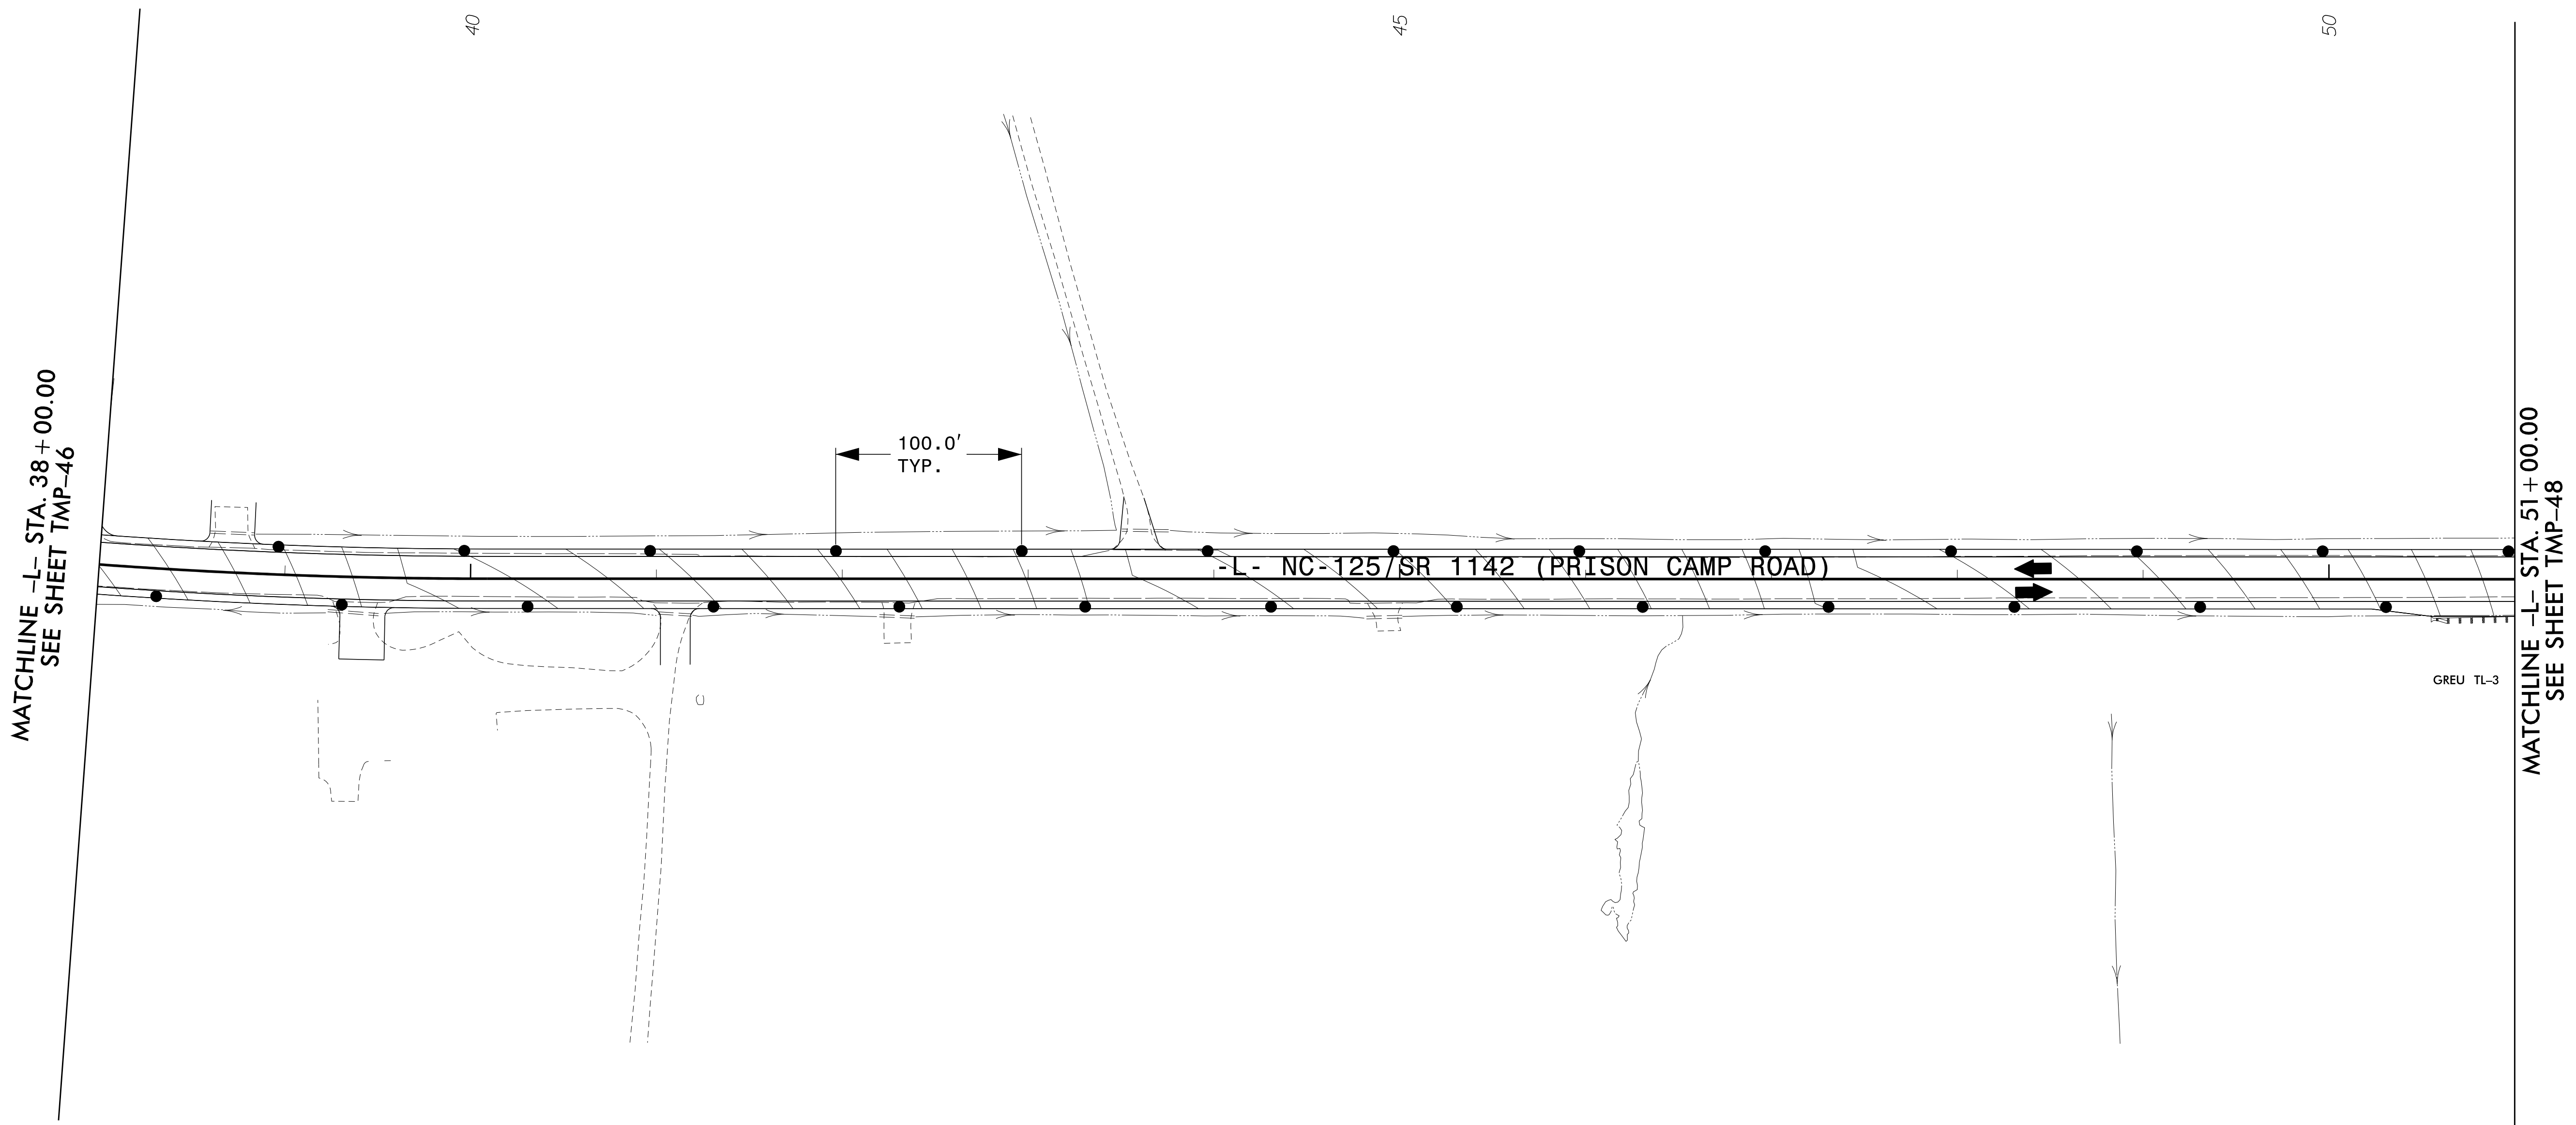 40
45
50
MATCHLINE -L- STA. 38+00.00
SEE SHEET TMP-46
100.0'
TYP.
-L- NC-125/SR 1142 (PRISON CAMP ROAD)
GREU TL-3
MATCHLINE -L- STA. 51+00.00
SEE SHEET TMP-48